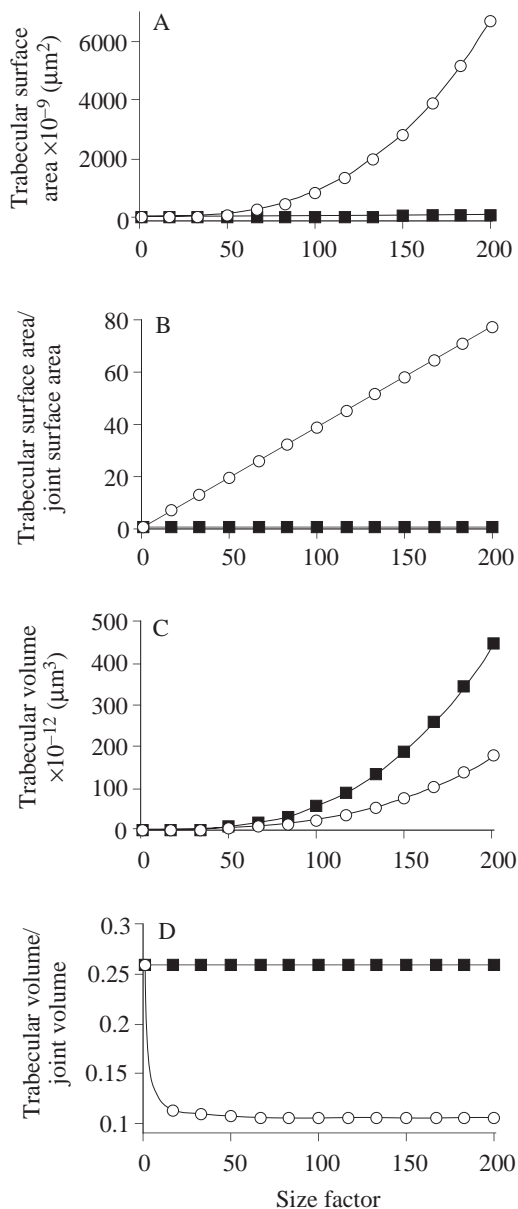 A
Trabecular surface
area ×10⁻⁹ (µm²)
6000
4000
2000
0
0 50 100 150 200
B
Trabecular surface area/
joint surface area
80
60
40
20
0
0 50 100 150 200
C
Trabecular volume
×10⁻¹² (µm³)
500
400
300
200
100
0
0 50 100 150 200
D
Trabecular volume/
joint volume
0.3
0.25
0.2
0.15
0.1
0 50 100 150 200
Size factor